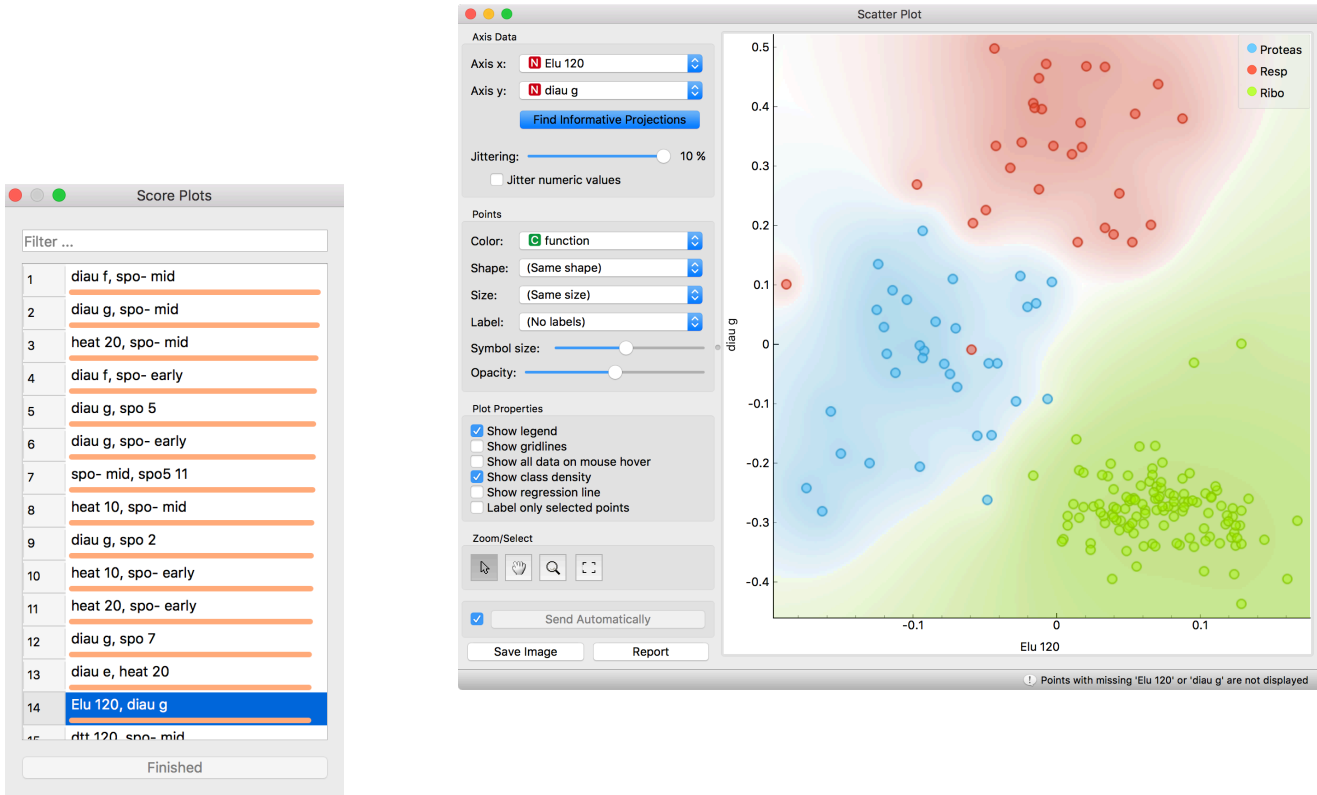 Score Plots
Filter ...
1 diau f, spo- mid
2 diau g, spo- mid
3 heat 20, spo- mid
4 diau f, spo- early
5 diau g, spo 5
6 diau g, spo- early
7 spo- mid, spo5 11
8 heat 10, spo- mid
9 diau g, spo 2
10 heat 10, spo- early
11 heat 20, spo- early
12 diau g, spo 7
13 diau e, heat 20
14 Elu 120, diau g
15 dtt 120, spo- mid
Finished
Scatter Plot
Axis Data
Axis x: N Elu 120
Axis y: N diau g
Find Informative Projections
Jittering: 10 %
Jitter numeric values
Points
Color: C function
Shape: (Same shape)
Size: (Same size)
Label: (No labels)
Symbol size:
Opacity:
Plot Properties
Show legend
Show gridlines
Show all data on mouse hover
Show class density
Show regression line
Label only selected points
Zoom/Select
Send Automatically
Save Image Report
0.5
0.4
0.3
0.2
0.1
0
-0.1
-0.2
-0.3
-0.4
diau g
Proteas
Resp
Ribo
-0.1 0 0.1
Elu 120
! Points with missing 'Elu 120' or 'diau g' are not displayed